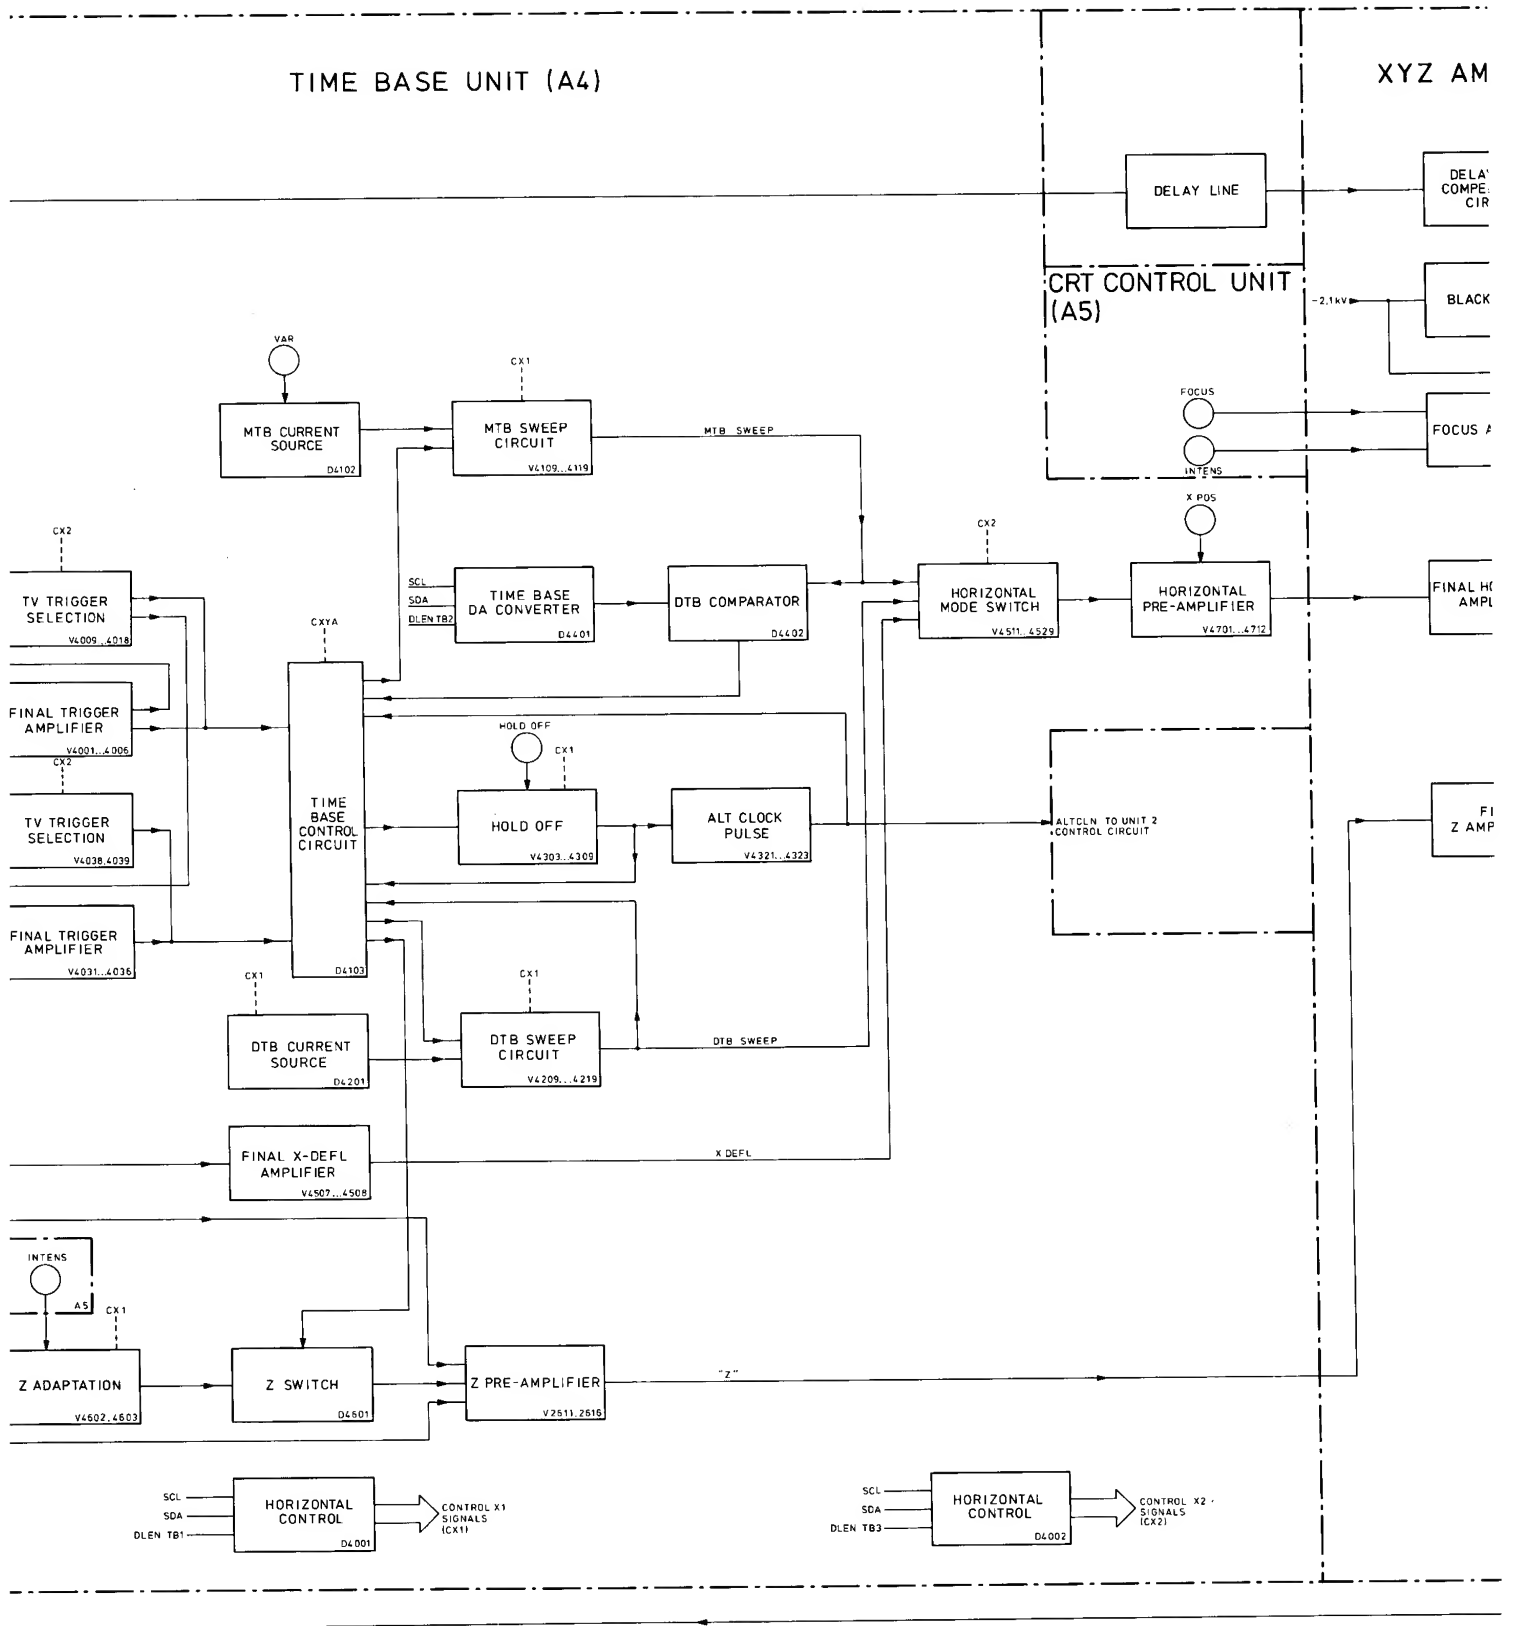 TIME BASE UNIT (A4)
XYZ AM
DELAY LINE
DELA
COMPE
CIR
CRT CONTROL UNIT
(A5)
-2,1kV
BLACK
VAR
CX1
FOCUS
MTB CURRENT
SOURCE
D4102
MTB SWEEP
CIRCUIT
V4109...4119
MTB SWEEP
FOCUS A
INTENS
X POS
CX2
CX2
TV TRIGGER
SELECTION
V4009...4018
SCL
SDA
DLEN TB2
TIME BASE
DA CONVERTER
D4401
DTB COMPARATOR
D4402
HORIZONTAL
MODE SWITCH
V4511...4529
HORIZONTAL
PRE-AMPLIFIER
V4701...4712
FINAL HO
AMPL
CXYA
FINAL TRIGGER
AMPLIFIER
V4001...4006
HOLD OFF
CX1
CX2
TV TRIGGER
SELECTION
V4038,4039
TIME
BASE
CONTROL
CIRCUIT
D4103
HOLD OFF
V4303...4309
ALT CLOCK
PULSE
V4321...4323
ALTCLN TO UNIT 2
CONTROL CIRCUIT
FI
Z AMP
FINAL TRIGGER
AMPLIFIER
V4031...4036
CX1
CX1
DTB CURRENT
SOURCE
D4201
DTB SWEEP
CIRCUIT
V4209...4219
DTB SWEEP
FINAL X-DEFL
AMPLIFIER
V4507...4508
X DEFL
INTENS
A5
CX1
Z ADAPTATION
V4602,4603
Z SWITCH
D4601
Z PRE-AMPLIFIER
V2611,2616
"Z"
SCL
SDA
DLEN TB1
HORIZONTAL
CONTROL
D4001
CONTROL X1
SIGNALS
(CX1)
SCL
SDA
DLEN TB3
HORIZONTAL
CONTROL
D4002
CONTROL X2
SIGNALS
(CX2)